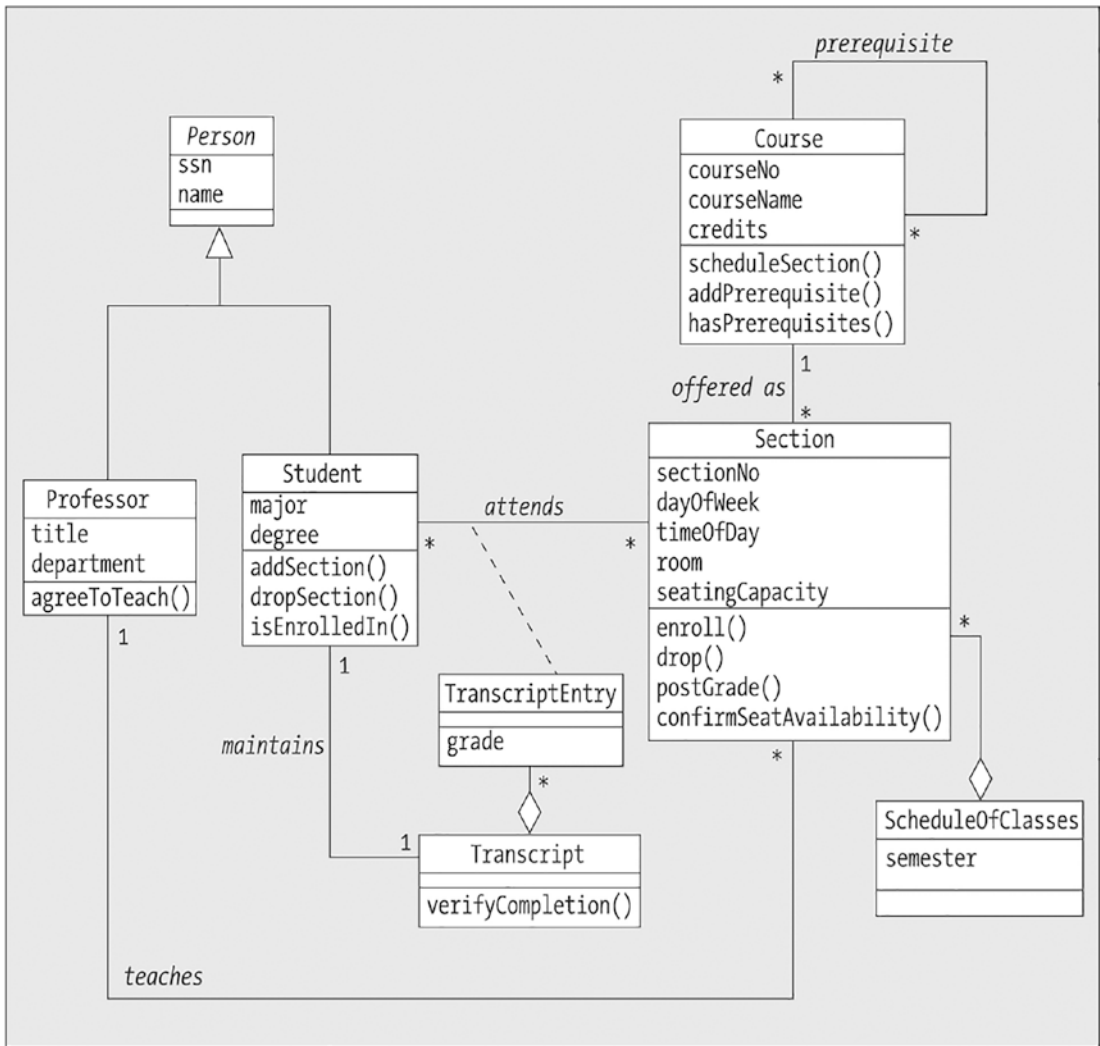 prerequisite
*
Person
ssn
name
Course
courseNo
courseName
credits
*
scheduleSection()
addPrerequisite()
hasPrerequisites()
1
offered as
*
Section
sectionNo
dayOfWeek
timeOfDay
room
seatingCapacity
enroll()
drop()
postGrade()
confirmSeatAvailability()
Student
major
degree
addSection()
dropSection()
isEnrolledIn()
attends
*
*
Professor
title
department
agreeToTeach()
1
1
*
*
TranscriptEntry
grade
maintains
*
1
Transcript
verifyCompletion()
ScheduleOfClasses
semester
teaches